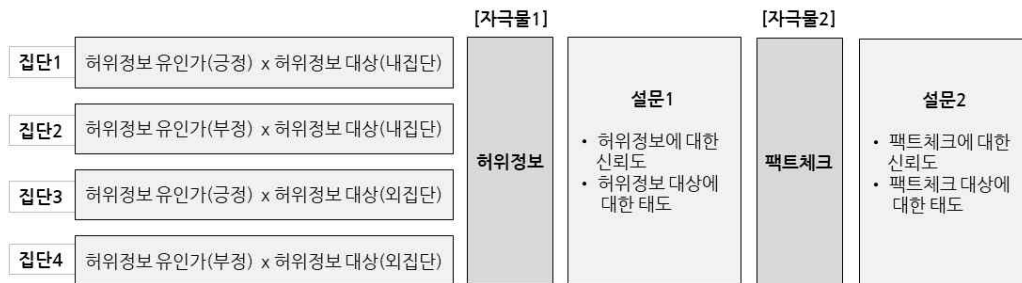 [자극물1]
[자극물2]
집단1
허위정보 유인가(긍정) x 허위정보 대상(내집단)
집단2
허위정보 유인가(부정) x 허위정보 대상(내집단)
집단3
허위정보 유인가(긍정) x 허위정보 대상(외집단)
집단4
허위정보 유인가(부정) x 허위정보 대상(외집단)
허위정보
설문1
• 허위정보에 대한
신뢰도
• 허위정보 대상에
대한 태도
팩트체크
설문2
• 팩트체크에 대한
신뢰도
• 팩트체크 대상에
대한 태도